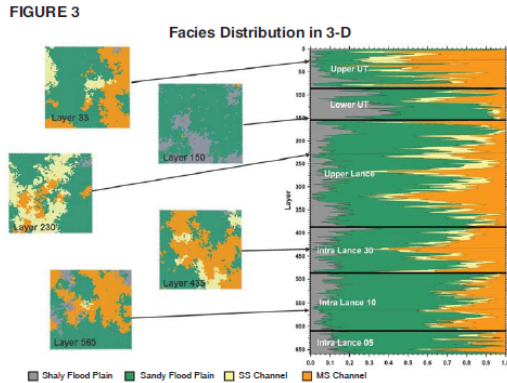 FIGURE 3
Facies Distribution in 3-D
Layer 33
Layer 150
Layer 230
Layer 435
Layer 565
Layer
0
50
100
150
200
250
300
350
400
450
500
550
600
650
Upper UT
Lower UT
Upper Lance
Intra Lance 30
Intra Lance 10
Intra Lance 05
0.0 0.1 0.2 0.3 0.4 0.5 0.6 0.7 0.8 0.9 1.0
Shaly Flood Plain Sandy Flood Plain SS Channel MS Channel